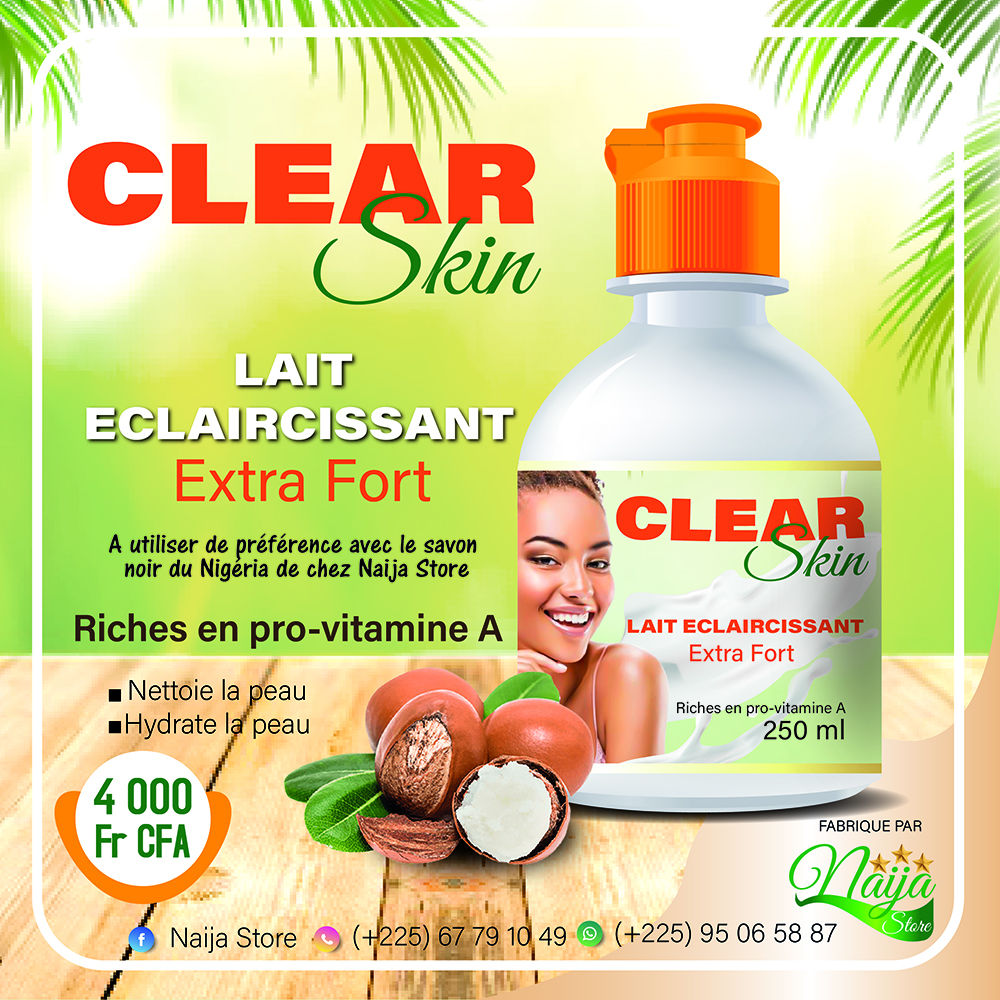 CLEAR
Skin
LAIT
ECLAIRCISSANT
Extra Fort
A utiliser de préférence avec le savon
noir du Nigéria de chez Naija Store
Riches en pro-vitamine A
Nettoie la peau
Hydrate la peau
4 000
Fr CFA
CLEAR
Skin
LAIT ECLAIRCISSANT
Extra Fort
Riches en pro-vitamine A
250 ml
FABRIQUE PAR
Naija
Store
Naija Store (+225) 67 79 10 49 (+225) 95 06 58 87